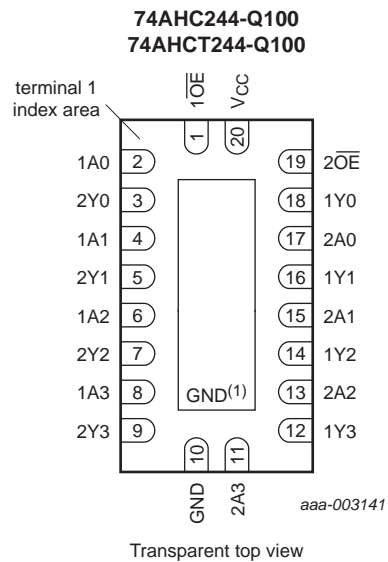 74AHC244-Q100
74AHCT244-Q100
terminal 1
index area
1O̅E̅
VCC
1
20
1A0 2
19 2O̅E̅
2Y0 3
18 1Y0
1A1 4
17 2A0
2Y1 5
16 1Y1
1A2 6
15 2A1
2Y2 7
14 1Y2
1A3 8
GND(1)
13 2A2
2Y3 9
12 1Y3
10
11
GND
2A3
aaa-003141
Transparent top view